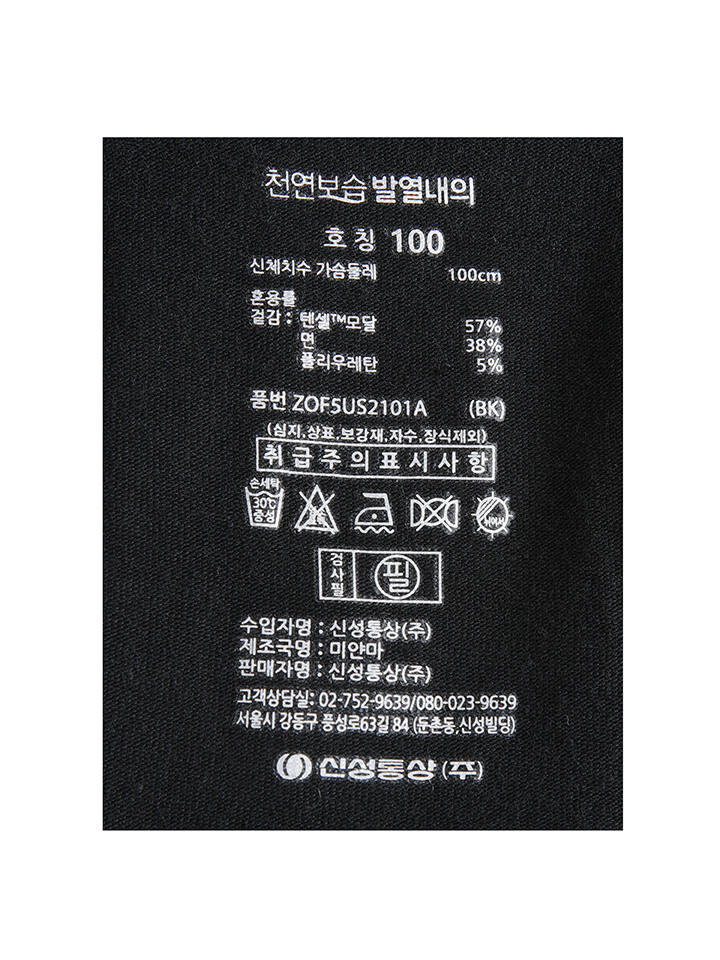 천연보습 발열내의
호칭 100
신체치수 가슴둘레 100cm
혼용률
겉감 : 텐셀™모달 57%
면 38%
폴리우레탄 5%
품번 ZOF5US2101A (BK)
(심지,상표,보강재,자수,장식제외)
취급주의표시사항
손세탁
30℃
중성
뉘어서
검사필 필
수입자명 : 신성통상(주)
제조국명 : 미얀마
판매자명 : 신성통상(주)
고객상담실: 02-752-9639/080-023-9639
서울시 강동구 풍성로63길 84 (둔촌동,신성빌딩)
신성통상(주)